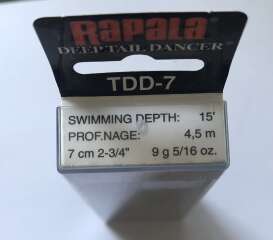 Rapala
DEEP TAIL DANCER
TDD-7
SWIMMING DEPTH: 15'
PROF.NAGE: 4,5 m
7 cm 2-3/4" 9 g 5/16 oz.